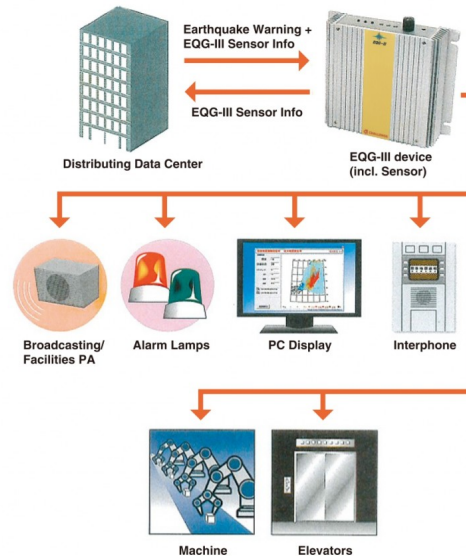 Earthquake Warning +
EQG-III Sensor Info
EQG-III Sensor Info
Distributing Data Center
EQG-III device
(incl. Sensor)
Broadcasting/
Facilities PA
Alarm Lamps
PC Display
Interphone
Machine
Elevators